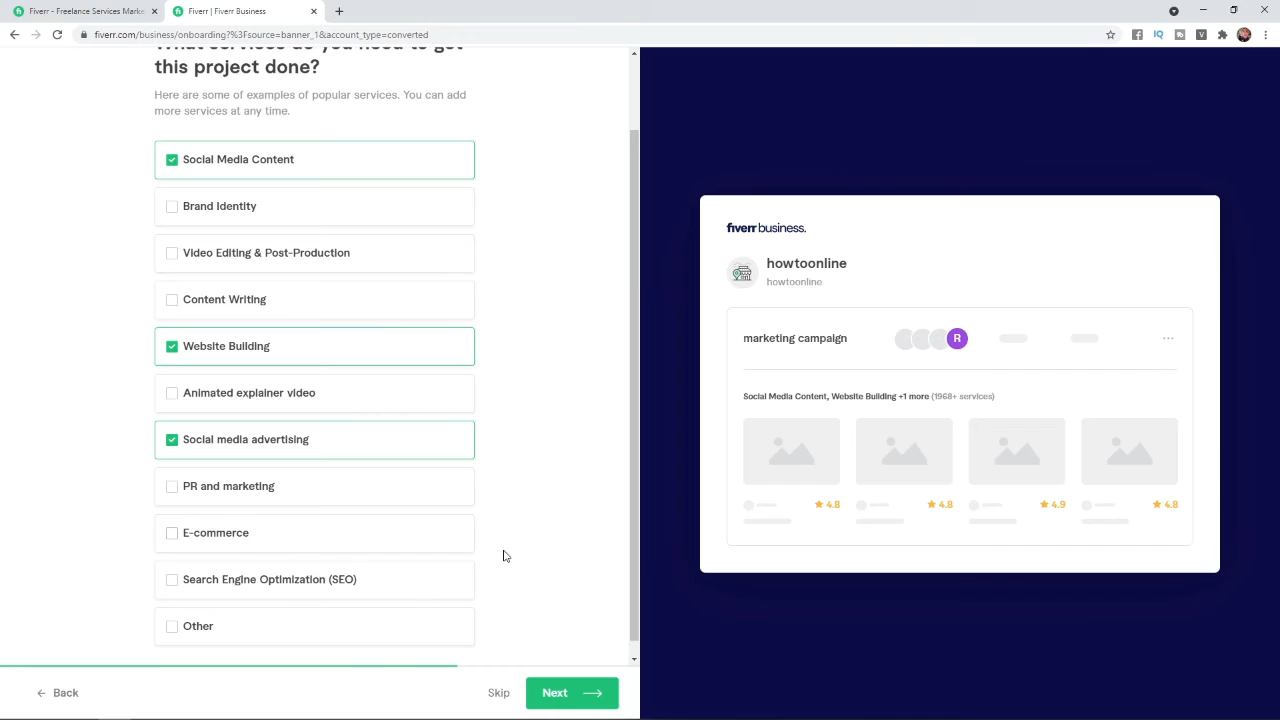 Fiverr - Freelance Services Marke
Fiverr | Fiverr Business
fiverr.com/business/onboarding?%3Fsource=banner_1&account_type=converted
IQ
V
What services do you need to get
this project done?
Here are some of examples of popular services. You can add
more services at any time.
Social Media Content
Brand Identity
Video Editing & Post-Production
Content Writing
Website Building
Animated explainer video
Social media advertising
PR and marketing
E-commerce
Search Engine Optimization (SEO)
Other
Back
Skip
Next
fiverr business.
howtoonline
howtoonline
marketing campaign
R
Social Media Content, Website Building +1 more (1968+ services)
4.8
4.8
4.9
4.8